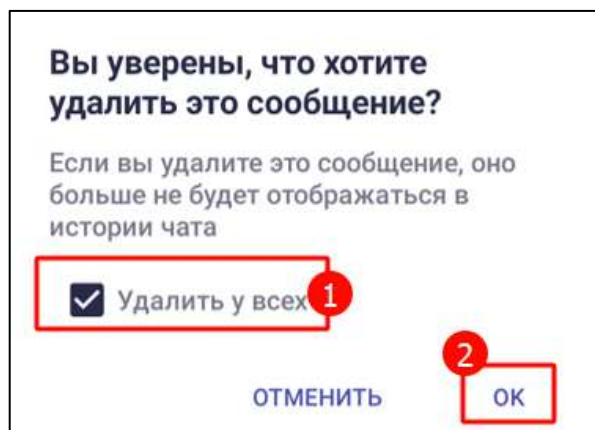 Вы уверены, что хотите
удалить это сообщение?
Если вы удалите это сообщение, оно
больше не будет отображаться в
истории чата
Удалить у всех 1
2
ОТМЕНИТЬ OK